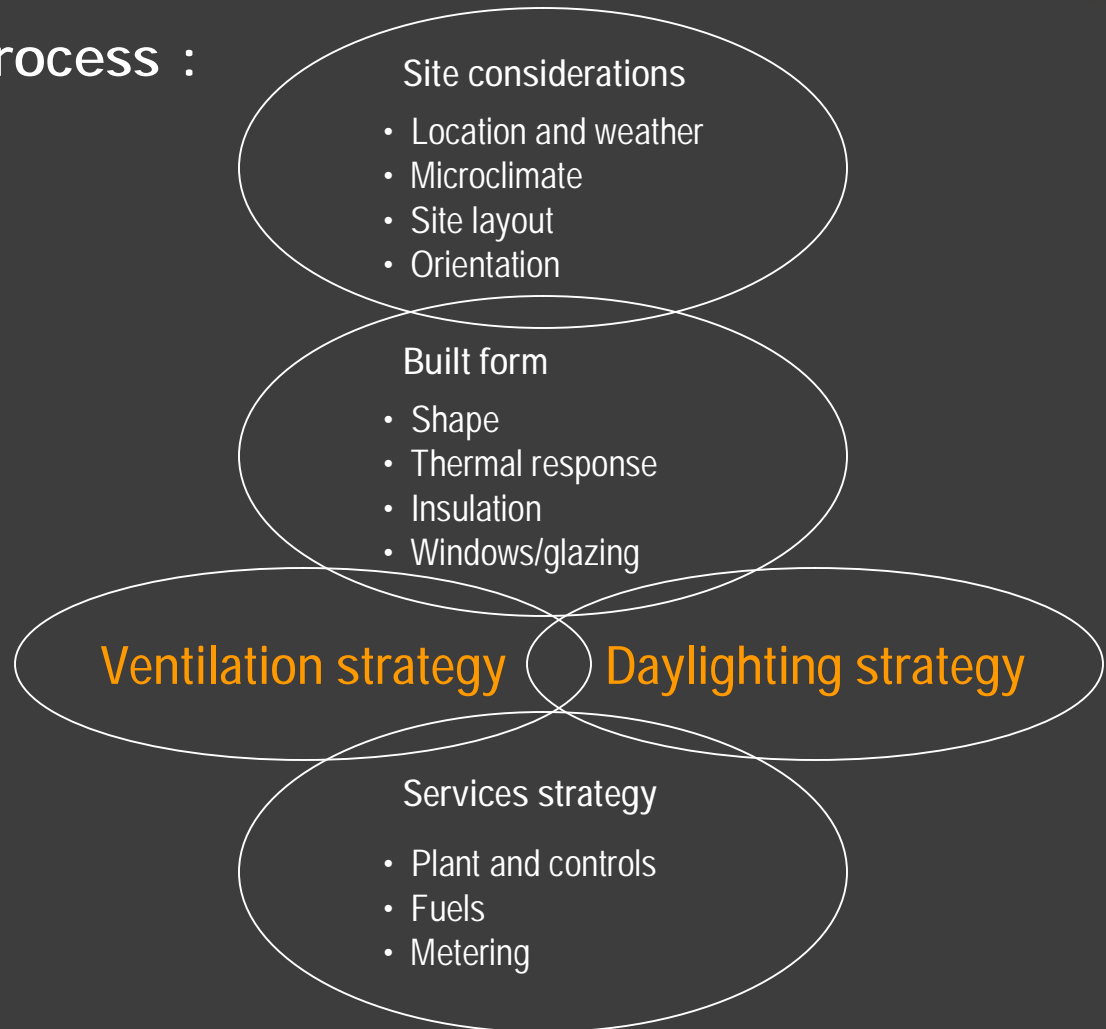 rocess :
Site considerations
• Location and weather
• Microclimate
• Site layout
• Orientation
Built form
• Shape
• Thermal response
• Insulation
• Windows/glazing
Ventilation strategy
Daylighting strategy
Services strategy
• Plant and controls
• Fuels
• Metering